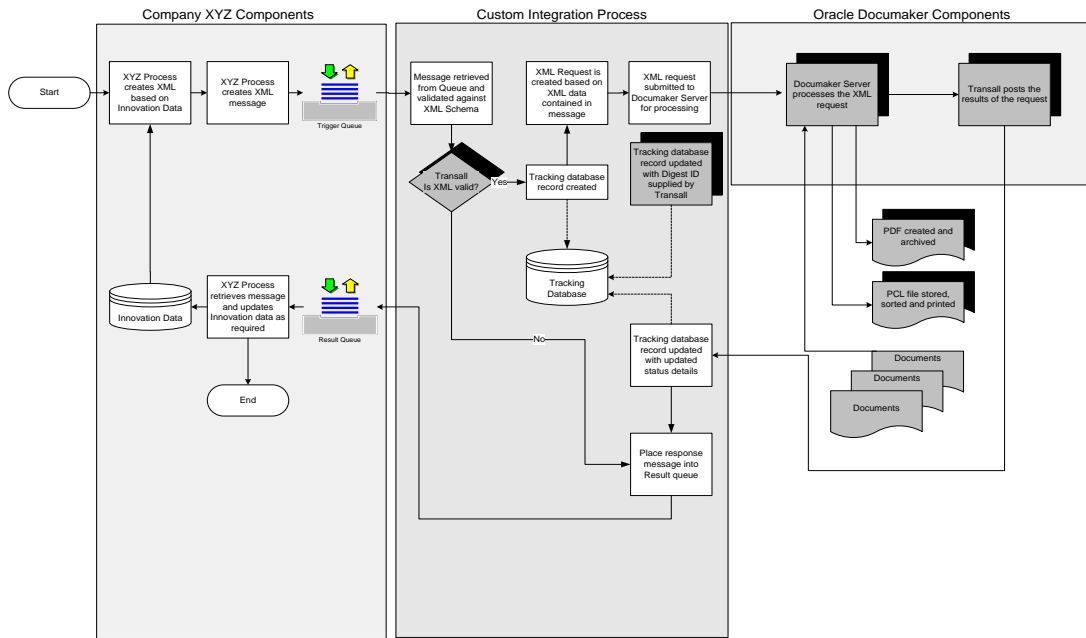 Company XYZ Components
Custom Integration Process
Oracle Documaker Components
Start
XYZ Process
creates XML
based on
Innovation Data
XYZ Process
creates XML
message
Trigger Queue
Message retrieved
from Queue and
validated against
XML Schema
XML Request is
created based on
XML data
contained in
message
XML request
submitted to
Documaker Server
for processing
Documaker Server
processes the XML
request
Transall posts the
results of the request
Transall
Is XML valid?
Yes
Tracking database
record created
Tracking database
record updated
with Digest ID
supplied by
Transall
PDF created and
archived
Tracking
Database
PCL file stored,
sorted and printed
Innovation Data
XYZ Process
retrieves message
and updates
Innovation data as
required
Result Queue
No
Tracking database
record updated
with updated
status details
Documents
Documents
Documents
End
Place response
message into
Result queue